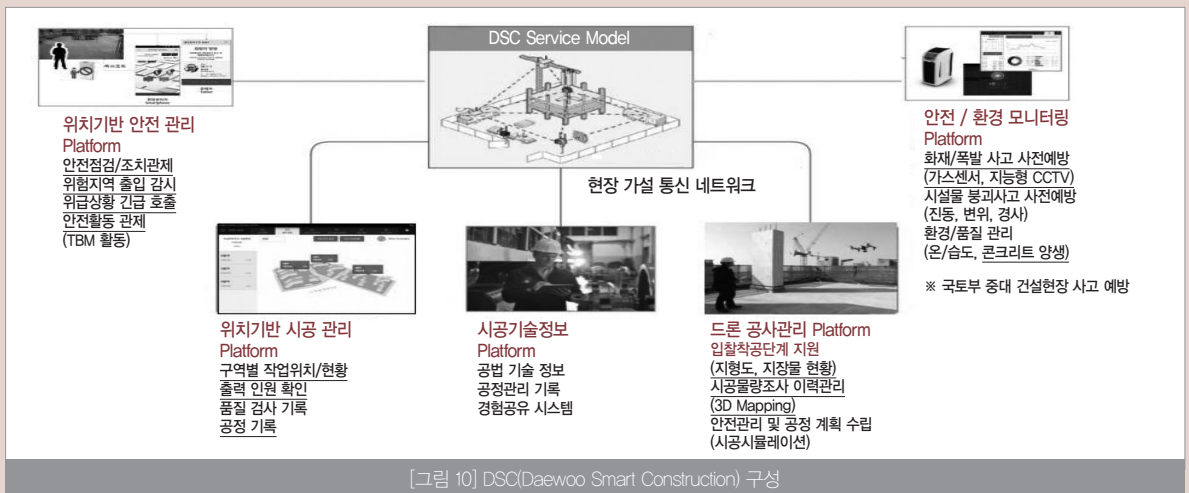 DSC Service Model
현장 가설 통신 네트워크
위치기반 안전 관리
Platform
안전점검/조치관제
위험지역 출입 감시
위급상황 긴급 호출
안전활동 관제
(TBM 활동)
안전 / 환경 모니터링
Platform
화재/폭발 사고 사전예방
(가스센서, 지능형 CCTV)
시설물 붕괴사고 사전예방
(진동, 변위, 경사)
환경/품질 관리
(온/습도, 콘크리트 양생)
※ 국토부 중대 건설현장 사고 예방
위치기반 시공 관리
Platform
구역별 작업위치/현황
출력 인원 확인
품질 검사 기록
공정 기록
시공기술정보
Platform
공법 기술 정보
공정관리 기록
경험공유 시스템
드론 공사관리 Platform
입찰착공단계 지원
(지형도, 지장물 현황)
시공물량조사 이력관리
(3D Mapping)
안전관리 및 공정 계획 수립
(시공시뮬레이션)
[그림 10] DSC(Daewoo Smart Construction) 구성